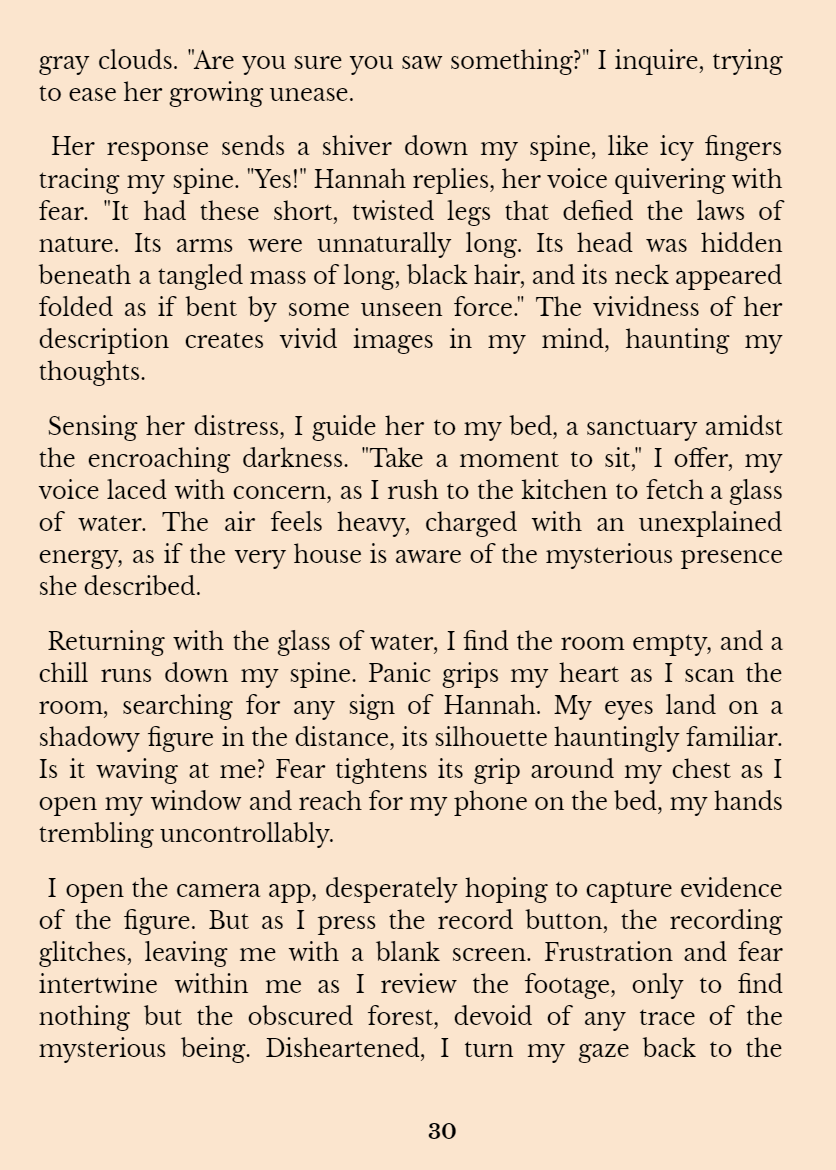 gray clouds. "Are you sure you saw something?" I inquire, trying
to ease her growing unease.
Her response sends a shiver down my spine, like icy fingers
tracing my spine. "Yes!" Hannah replies, her voice quivering with
fear. "It had these short, twisted legs that defied the laws of
nature. Its arms were unnaturally long. Its head was hidden
beneath a tangled mass of long, black hair, and its neck appeared
folded as if bent by some unseen force." The vividness of her
description creates vivid images in my mind, haunting my
thoughts.
Sensing her distress, I guide her to my bed, a sanctuary amidst
the encroaching darkness. "Take a moment to sit," I offer, my
voice laced with concern, as I rush to the kitchen to fetch a glass
of water. The air feels heavy, charged with an unexplained
energy, as if the very house is aware of the mysterious presence
she described.
Returning with the glass of water, I find the room empty, and a
chill runs down my spine. Panic grips my heart as I scan the
room, searching for any sign of Hannah. My eyes land on a
shadowy figure in the distance, its silhouette hauntingly familiar.
Is it waving at me? Fear tightens its grip around my chest as I
open my window and reach for my phone on the bed, my hands
trembling uncontrollably.
I open the camera app, desperately hoping to capture evidence
of the figure. But as I press the record button, the recording
glitches, leaving me with a blank screen. Frustration and fear
intertwine within me as I review the footage, only to find
nothing but the obscured forest, devoid of any trace of the
mysterious being. Disheartened, I turn my gaze back to the
30